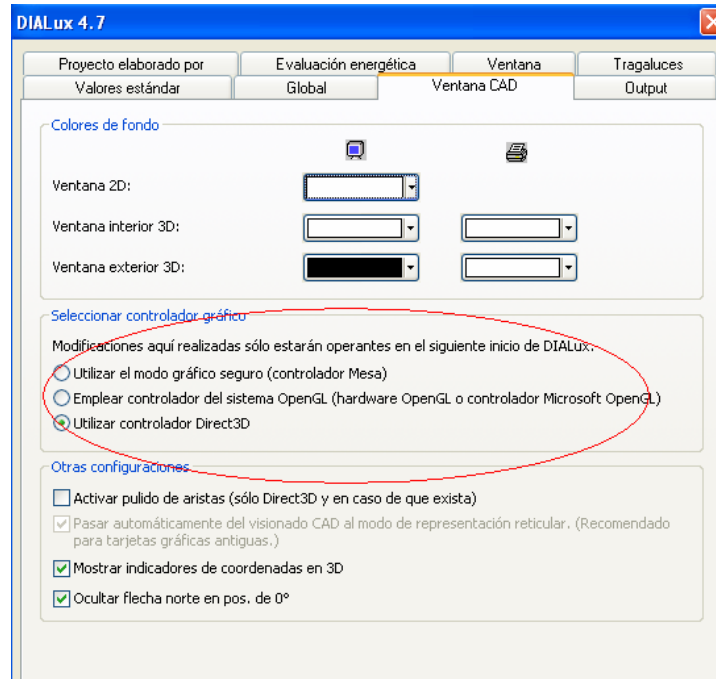 DIALux 4.7
Proyecto elaborado por Evaluación energética Ventana Tragaluces
Valores estándar Global Ventana CAD Output
Colores de fondo
Ventana 2D:
Ventana interior 3D:
Ventana exterior 3D:
Seleccionar controlador gráfico
Modificaciones aquí realizadas sólo estarán operantes en el siguiente inicio de DIALux.
Utilizar el modo gráfico seguro (controlador Mesa)
Emplear controlador del sistema OpenGL (hardware OpenGL o controlador Microsoft OpenGL)
Utilizar controlador Direct3D
Otras configuraciones
Activar pulido de aristas (sólo Direct3D y en caso de que exista)
Pasar automáticamente del visionado CAD al modo de representación reticular. (Recomendado
para tarjetas gráficas antiguas.)
Mostrar indicadores de coordenadas en 3D
Ocultar flecha norte en pos. de 0°